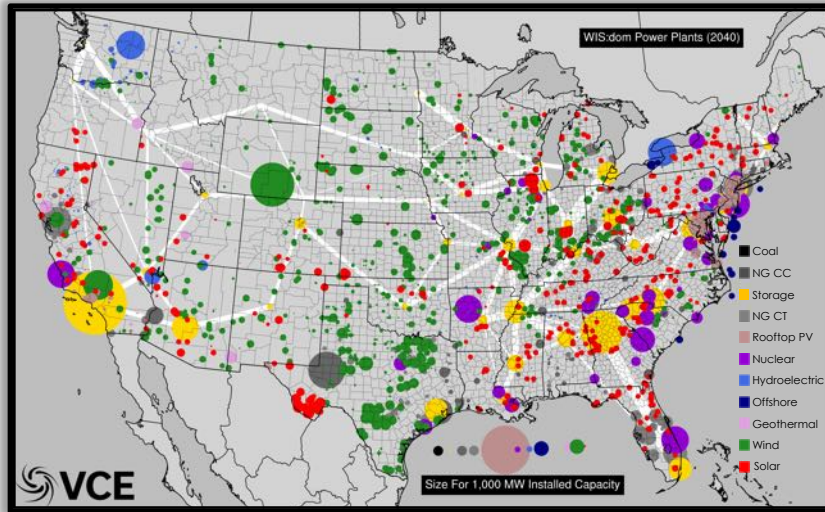 WIS:dom Power Plants (2040)
Coal
NG CC
Storage
NG CT
Rooftop PV
Nuclear
Hydroelectric
Offshore
Geothermal
Wind
Solar
VCE
Size For 1,000 MW Installed Capacity